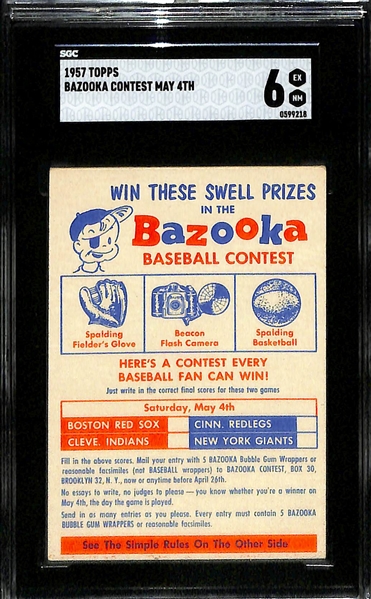 SGC
1957 TOPPS
BAZOOKA CONTEST MAY 4TH
6 EX
NM
0599218
WIN THESE SWELL PRIZES
IN THE
Bazooka
BASEBALL CONTEST
Spalding
Fielder's Glove
Beacon
Flash Camera
Spalding
Basketball
HERE'S A CONTEST EVERY
BASEBALL FAN CAN WIN!
Just write in the correct final scores for these two games
Saturday, May 4th
BOSTON RED SOX CINN. REDLEGS
CLEVE. INDIANS NEW YORK GIANTS
Fill in the above scores. Mail your entry with 5 BAZOOKA Bubble Gum Wrappers or
reasonable facsimiles (not BASEBALL wrappers) to BAZOOKA CONTEST, BOX 30,
BROOKLYN 32, N. Y., now or anytime before April 26th.
No essays to write, no judges to please — you know whether you're a winner on
May 4th, the day the game is played.
Send in as many entries as you please. Every entry must contain 5 BAZOOKA
BUBBLE GUM WRAPPERS or reasonable facsimiles.
See The Simple Rules On The Other Side